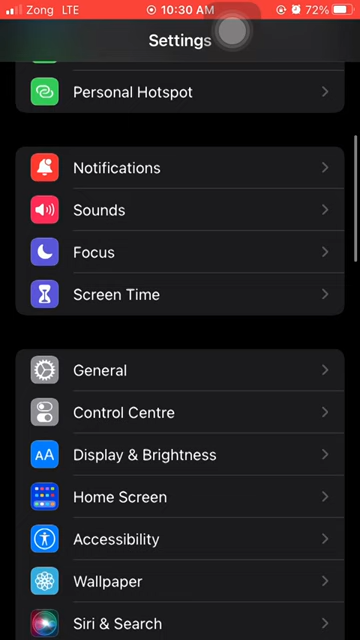 Zong LTE 10:30 AM 72%
Settings
Personal Hotspot
Notifications
Sounds
Focus
Screen Time
General
Control Centre
AA Display & Brightness
Home Screen
Accessibility
Wallpaper
Siri & Search